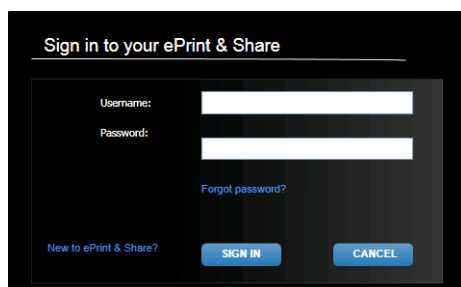 Sign in to your ePrint & Share
Username:
Password:
Forgot password?
New to ePrint & Share?
SIGN IN
CANCEL